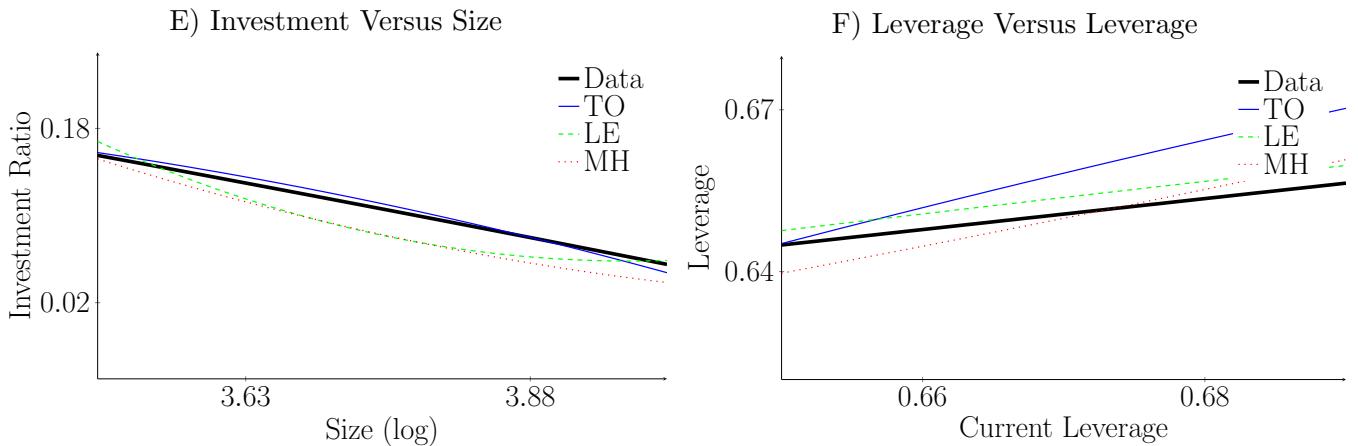 E) Investment Versus Size
Investment Ratio
0.18
0.02
Data
TO
LE
MH
3.63
3.88
Size (log)
F) Leverage Versus Leverage
Leverage
0.67
0.64
Data
TO
LE
MH
0.66
0.68
Current Leverage